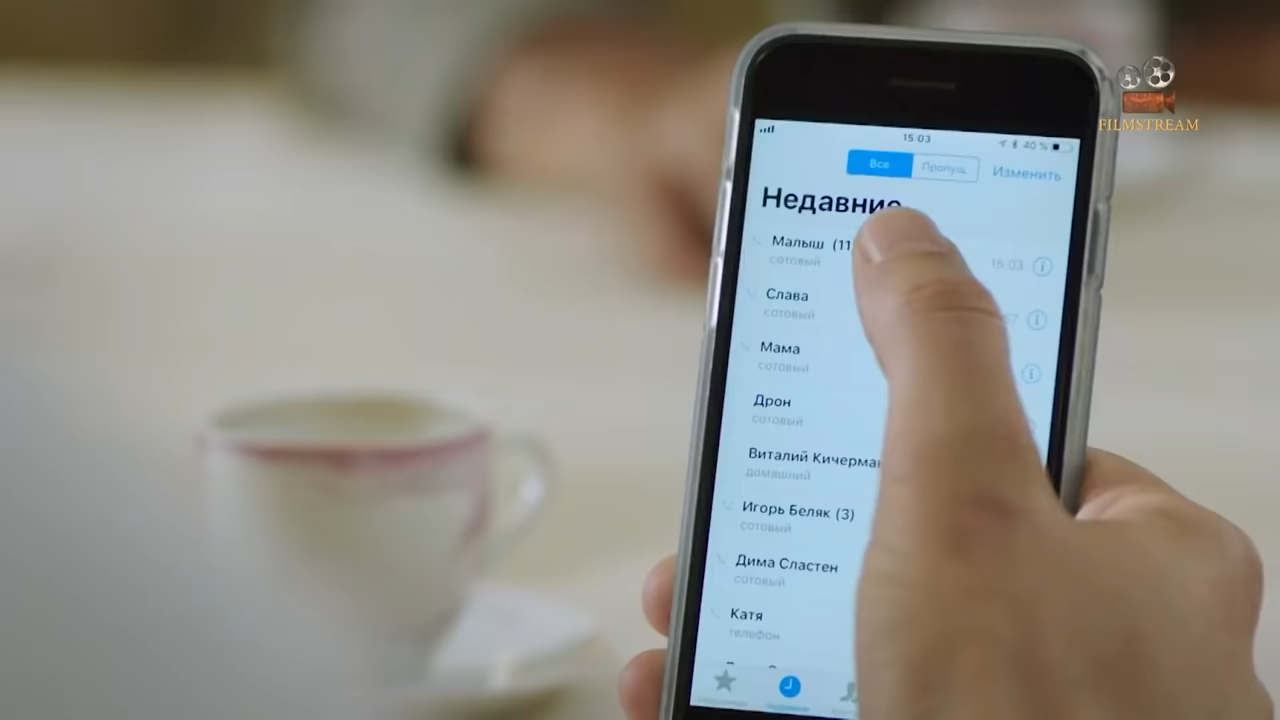 FILMSTREAM
15:03
40 %
Все
Пропущ.
Изменить
Недавние
Малыш (11
сотовый
15:03
Слава
сотовый
Мама
сотовый
Дрон
сотовый
Виталий Кичерман
домашний
Игорь Беляк (3)
сотовый
Дима Сластен
сотовый
Катя
телефон